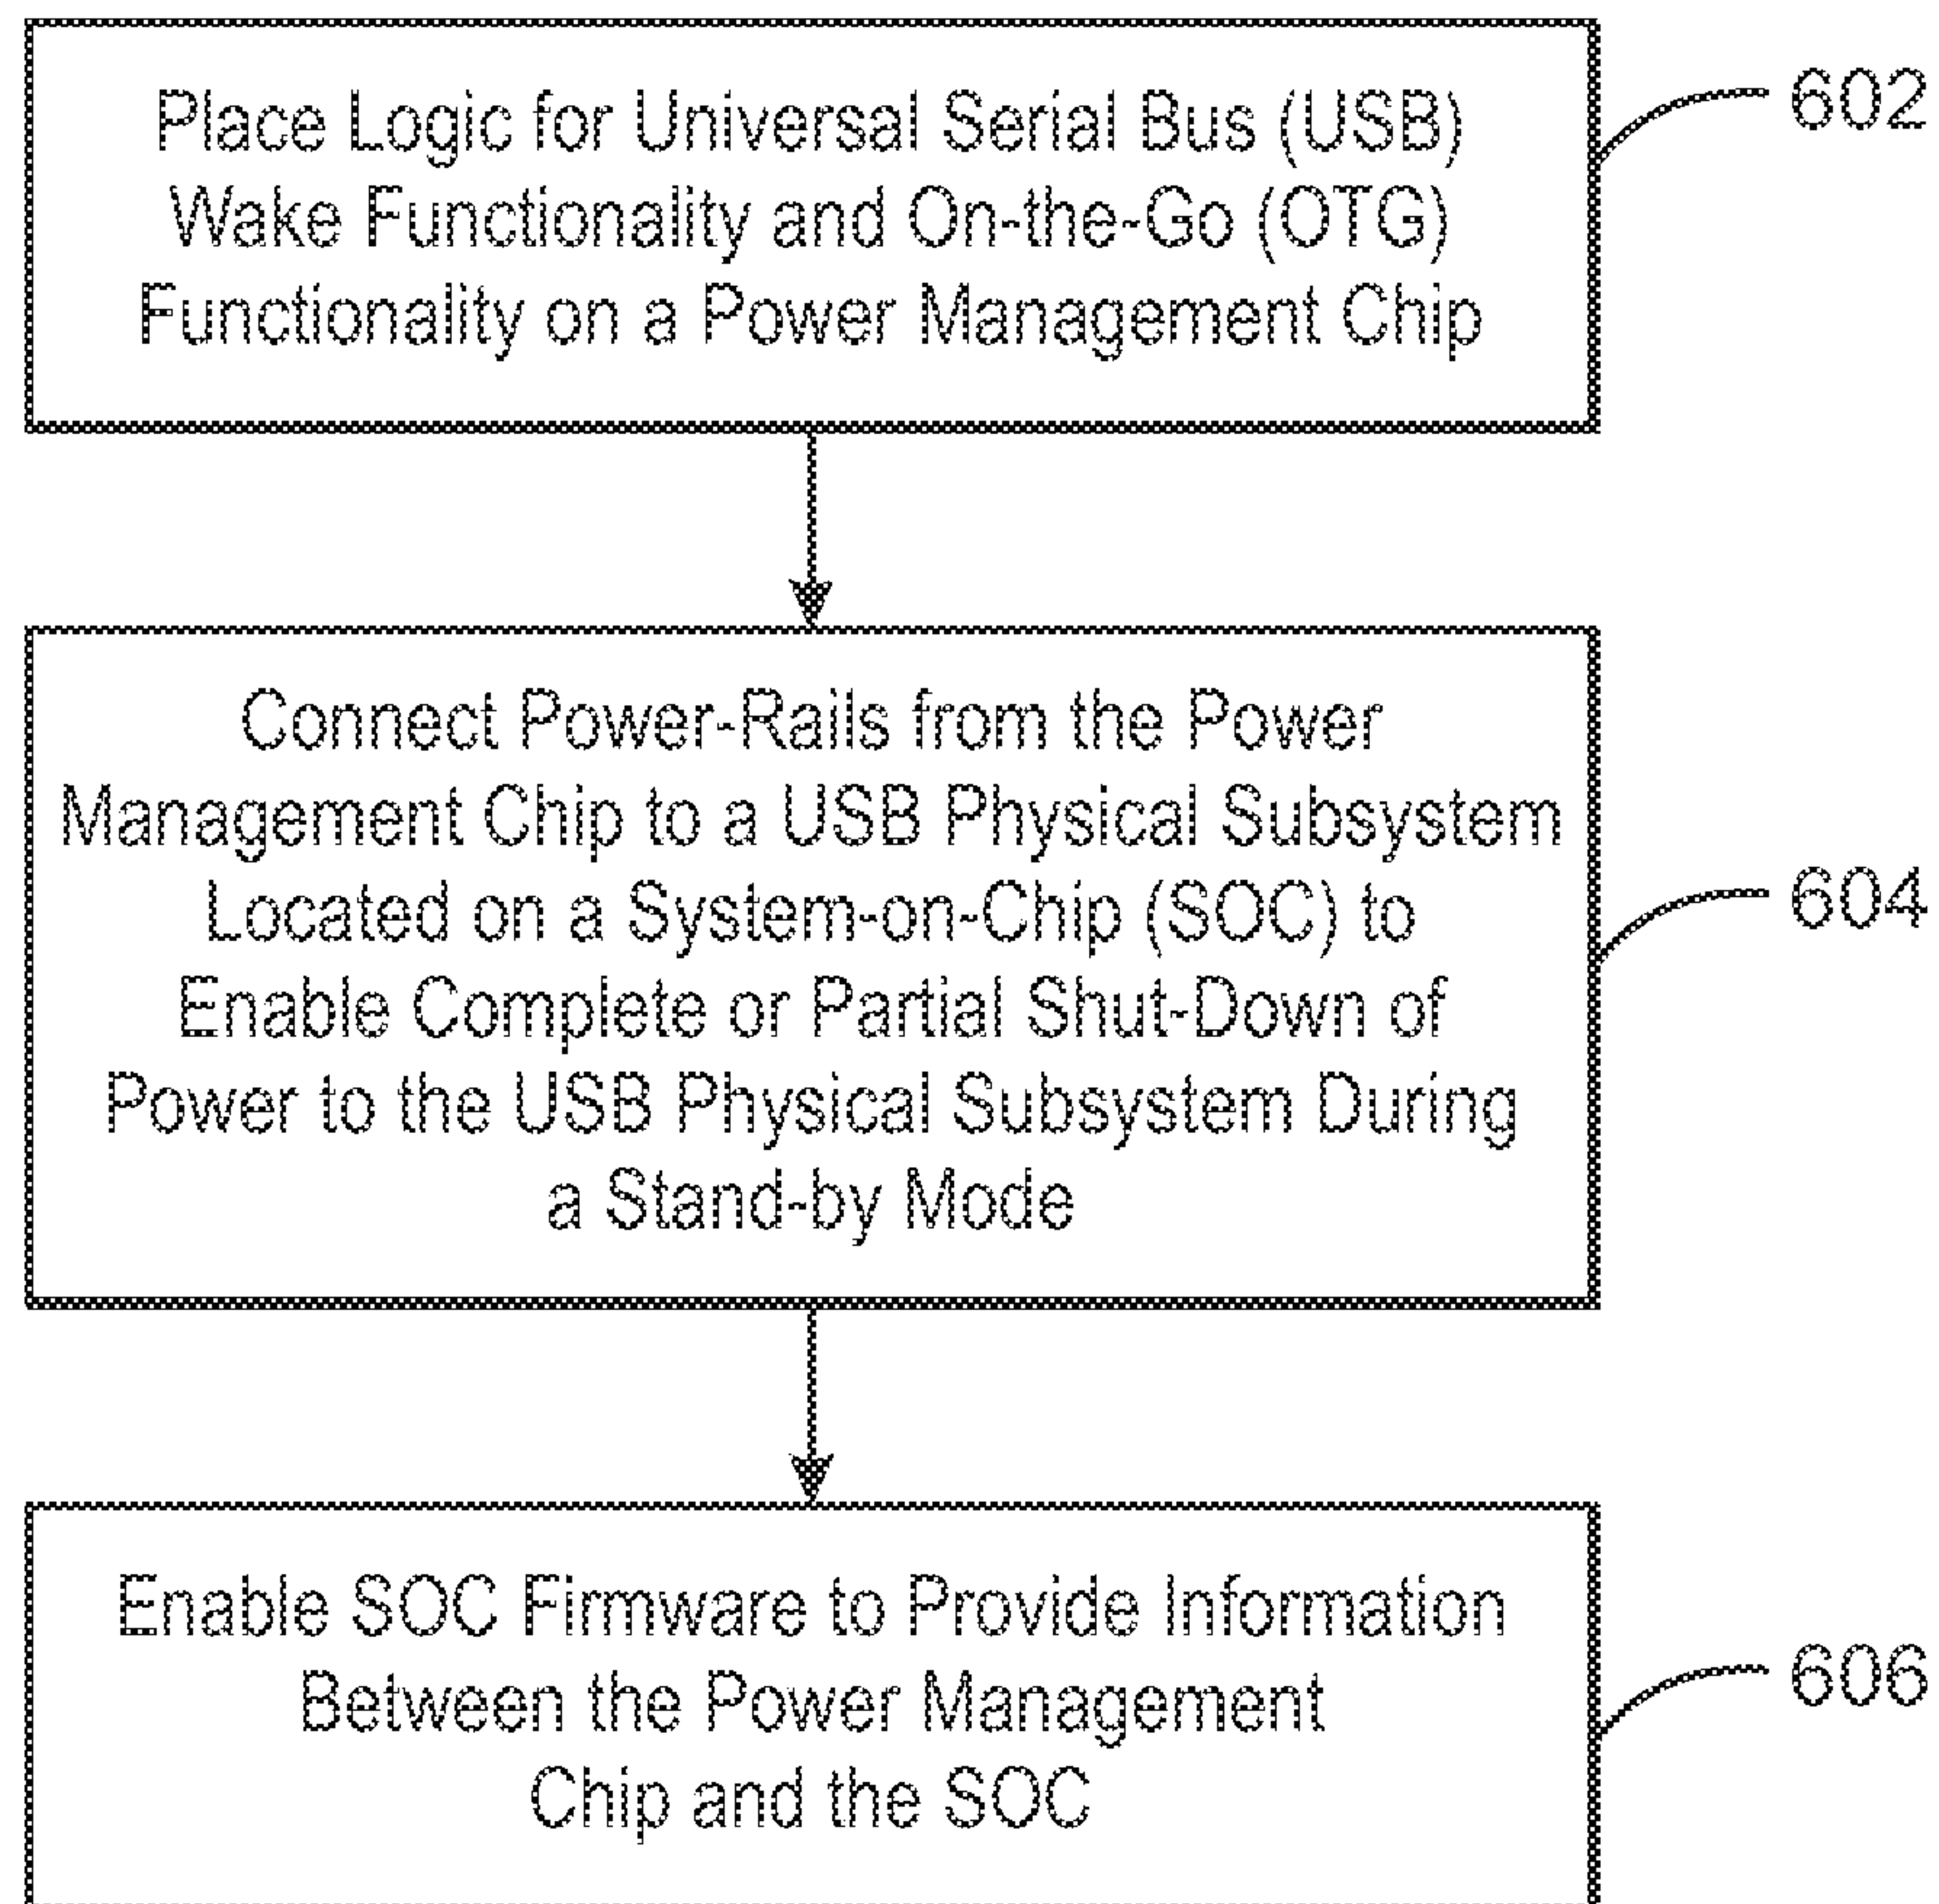 Place Logic for Universal Serial Bus (USB)
Wake Functionality and On-the-Go (OTG)
Functionality on a Power Management Chip
602
Connect Power-Rails from the Power
Management Chip to a USB Physical Subsystem
Located on a System-on-Chip (SOC) to
Enable Complete or Partial Shut-Down of
Power to the USB Physical Subsystem During
a Stand-by Mode
604
Enable SOC Firmware to Provide Information
Between the Power Management
Chip and the SOC
606